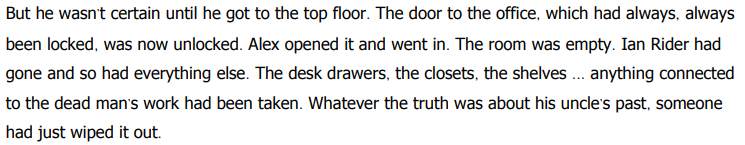 But he wasn't certain until he got to the top floor. The door to the office, which had always, always
been locked, was now unlocked. Alex opened it and went in. The room was empty. Ian Rider had
gone and so had everything else. The desk drawers, the closets, the shelves ... anything connected
to the dead man's work had been taken. Whatever the truth was about his uncle's past, someone
had just wiped it out.